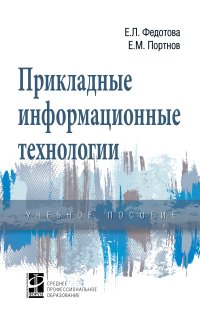 Е.Л. Федотова
Е.М. Портнов
Прикладные
информационные
технологии
УЧЕБНОЕ ПОСОБИЕ
СРЕДНЕЕ
ПРОФЕССИОНАЛЬНОЕ
ОБРАЗОВАНИЕ